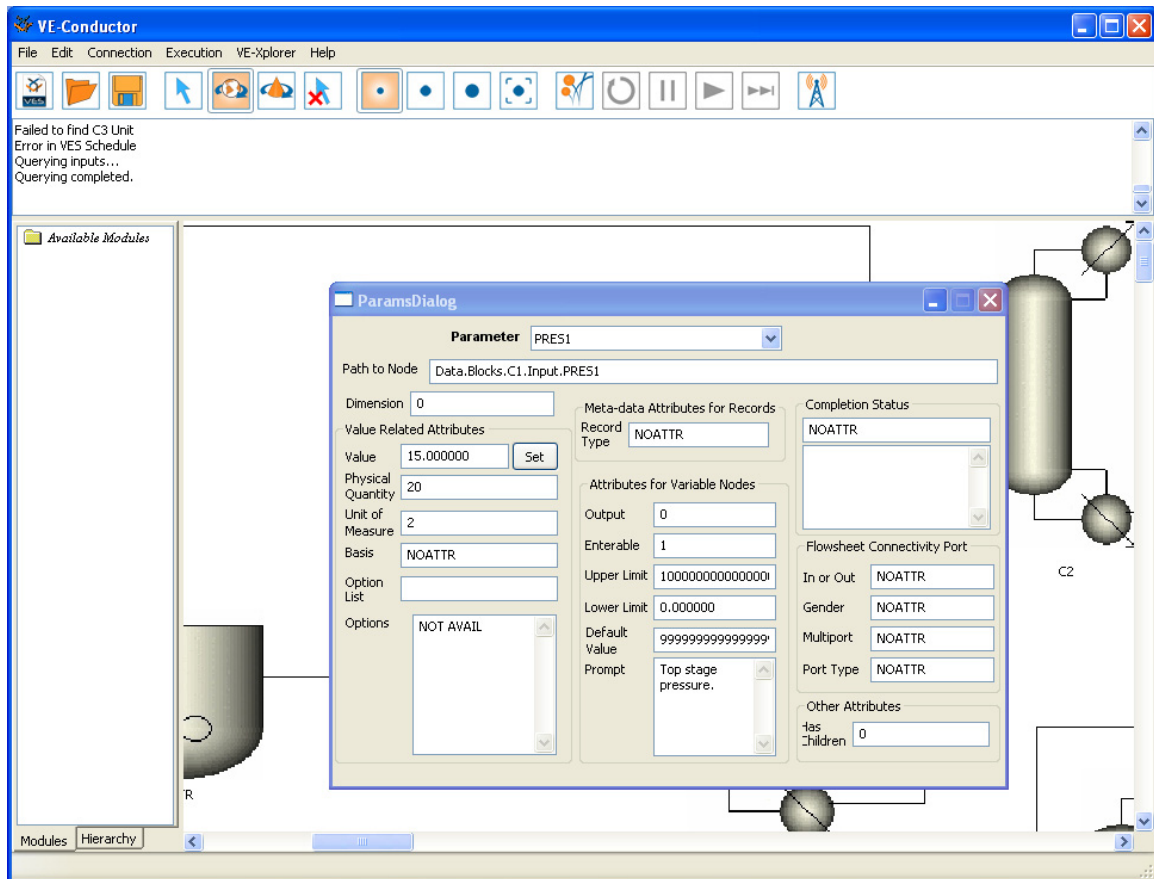 VE-Conductor
File Edit Connection Execution VE-Xplorer Help
VES
Failed to find C3 Unit
Error in VES Schedule
Querying inputs...
Querying completed.
Available Modules
ParamsDialog
Parameter PRES1
Path to Node Data.Blocks.C1.Input.PRES1
Dimension 0
Value Related Attributes
Value 15.000000 Set
Physical
Quantity 20
Unit of
Measure 2
Basis NOATTR
Option
List
Options NOT AVAIL
Meta-data Attributes for Records
Record
Type NOATTR
Attributes for Variable Nodes
Output 0
Enterable 1
Upper Limit
Lower Limit 0.000000
Default
Value
Prompt Top stage
pressure.
Completion Status
NOATTR
Flowsheet Connectivity Port
In or Out NOATTR
Gender NOATTR
Multiport NOATTR
Port Type NOATTR
Other Attributes
Has
Children 0
C2
R
Modules Hierarchy